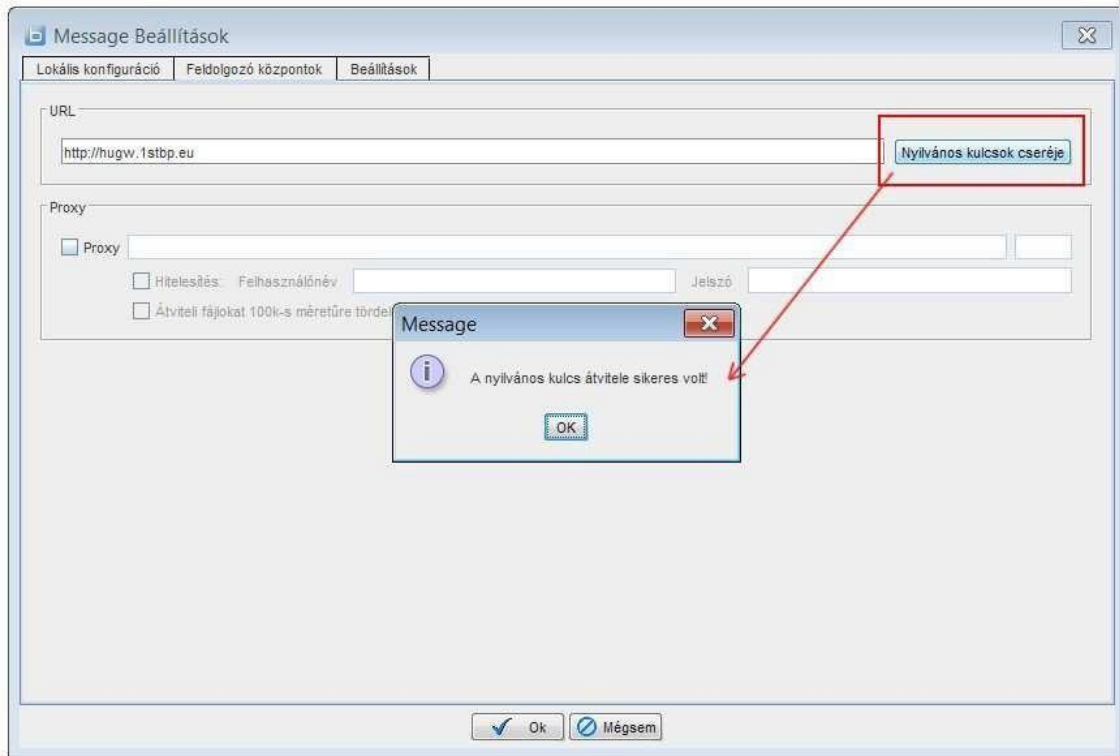 Message Beállítások
Lokális konfiguráció Feldolgozó központok Beállítások
URL
http://hugw.1stbp.eu Nyilvános kulcsok cseréje
Proxy
Proxy
Hitelesítés: Felhasználónév Jelszó
Átviteli fájlokat 100k-s méretűre tördel
Message
A nyilvános kulcs átvitele sikeres volt!
OK
Ok Mégsem